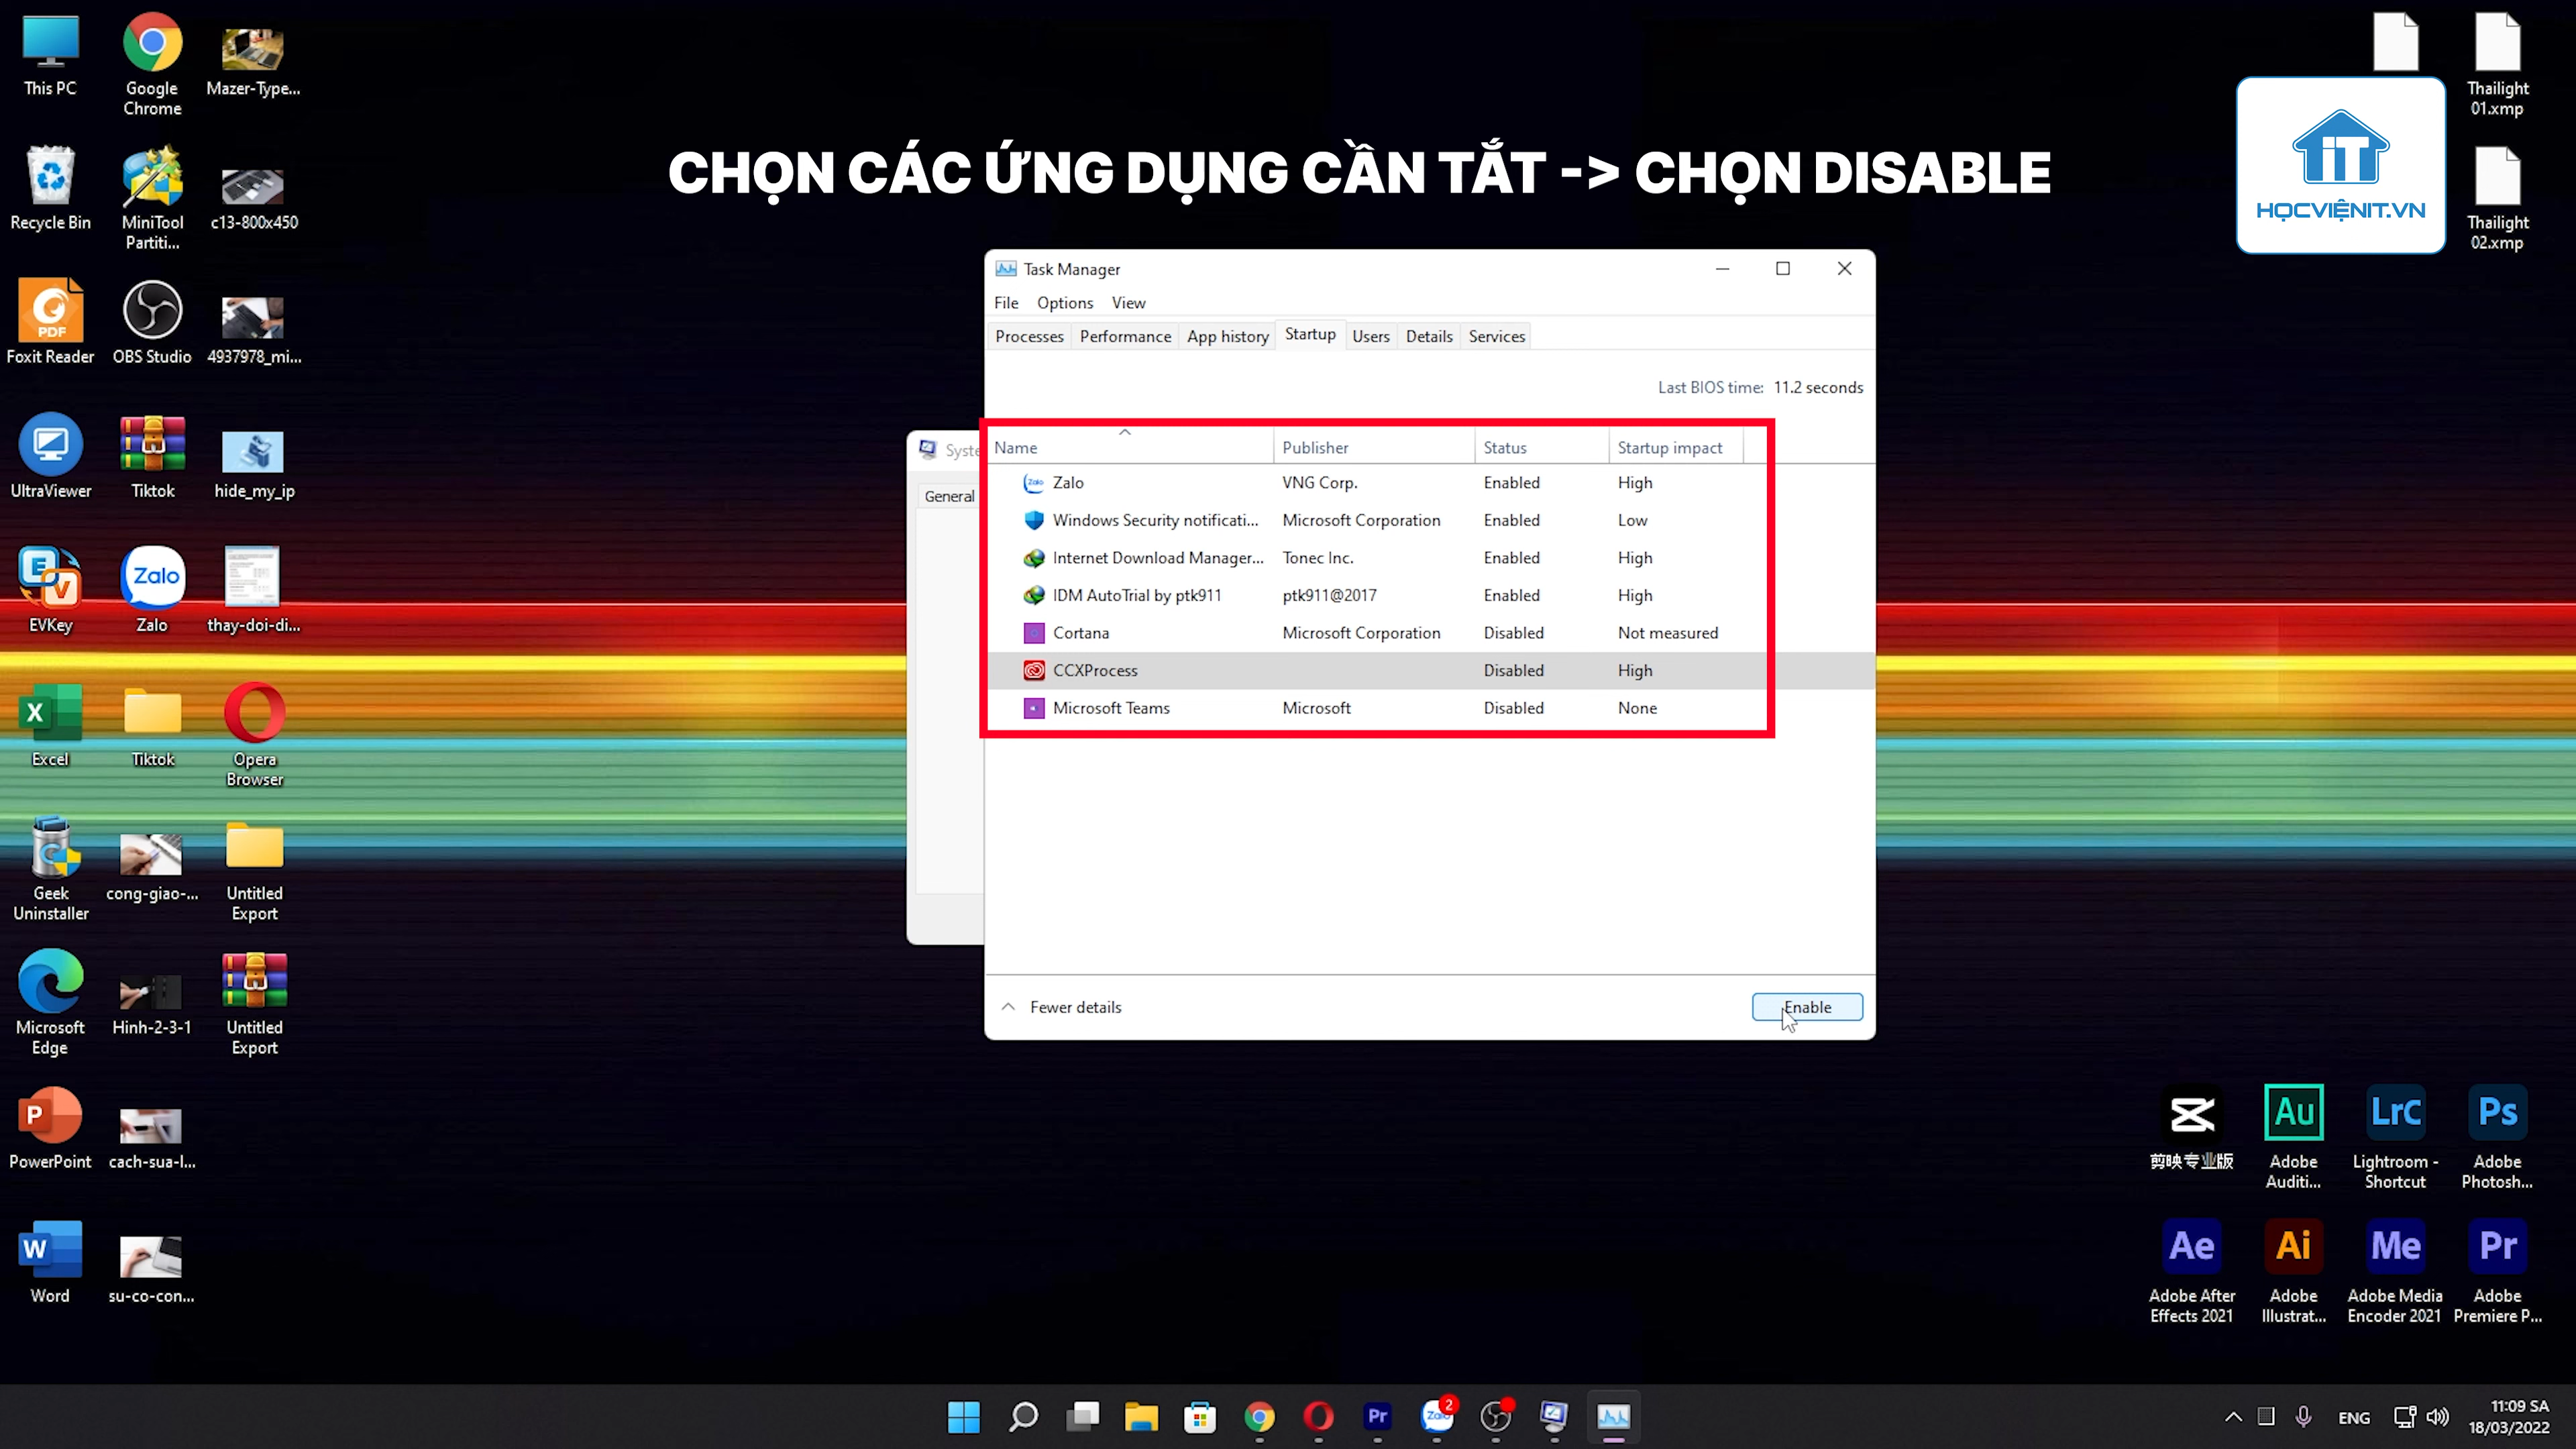 CHỌN CÁC ỨNG DỤNG CẦN TẮT -> CHỌN DISABLE
iT
HỌCVIỆNIT.VN
This PC
Google
Chrome
Mazer-Type...
Thailight
01.xmp
Recycle Bin
MiniTool
Partiti...
c13-800x450
Thailight
02.xmp
PDF
Foxit Reader
OBS Studio
4937978_mi...
UltraViewer
Tiktok
hide_my_ip
E
V
EVKey
Zalo
Zalo
thay-doi-di...
X
Excel
Tiktok
Opera
Browser
Geek
Uninstaller
cong-giao-...
Untitled
Export
Microsoft
Edge
Hinh-2-3-1
Untitled
Export
P
PowerPoint
cach-sua-l...
W
Word
su-co-con...
Task Manager
File Options View
Processes Performance App history Startup Users Details Services
Last BIOS time: 11.2 seconds
Syste
General
Name Publisher Status Startup impact
Zalo VNG Corp. Enabled High
Windows Security notificati... Microsoft Corporation Enabled Low
Internet Download Manager... Tonec Inc. Enabled High
IDM AutoTrial by ptk911 ptk911@2017 Enabled High
Cortana Microsoft Corporation Disabled Not measured
CCXProcess Disabled High
Microsoft Teams Microsoft Disabled None
Fewer details
Enable
剪映专业版
Au
Adobe
Auditi...
LrC
Lightroom -
Shortcut
Ps
Adobe
Photosh...
Ae
Adobe After
Effects 2021
Ai
Adobe
Illustrat...
Me
Adobe Media
Encoder 2021
Pr
Adobe
Premiere P...
Pr
Zalo
2
ENG
11:09 SA
18/03/2022